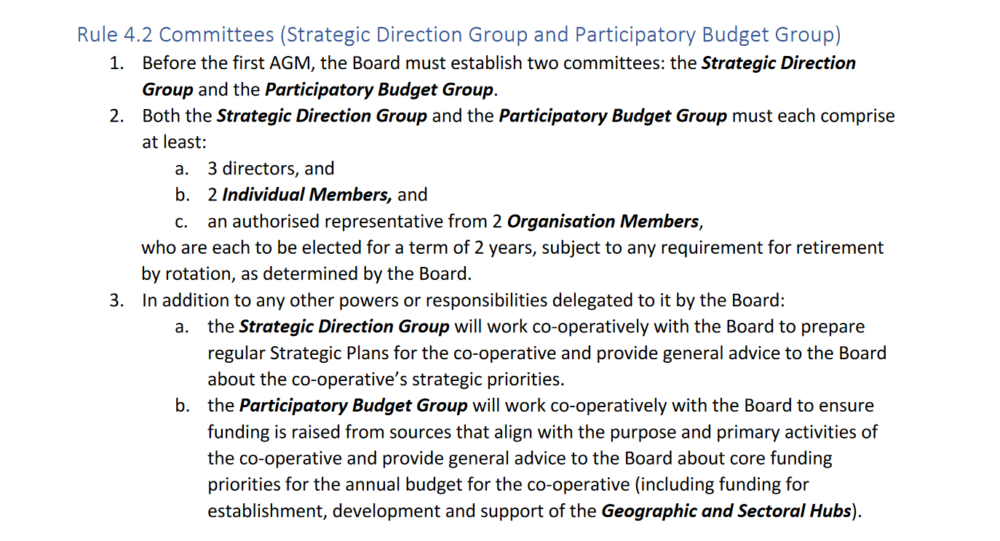 Rule 4.2 Committees (Strategic Direction Group and Participatory Budget Group)
1. Before the first AGM, the Board must establish two committees: the Strategic Direction
Group and the Participatory Budget Group.
2. Both the Strategic Direction Group and the Participatory Budget Group must each comprise
at least:
a. 3 directors, and
b. 2 Individual Members, and
c. an authorised representative from 2 Organisation Members,
who are each to be elected for a term of 2 years, subject to any requirement for retirement
by rotation, as determined by the Board.
3. In addition to any other powers or responsibilities delegated to it by the Board:
a. the Strategic Direction Group will work co-operatively with the Board to prepare
regular Strategic Plans for the co-operative and provide general advice to the Board
about the co-operative’s strategic priorities.
b. the Participatory Budget Group will work co-operatively with the Board to ensure
funding is raised from sources that align with the purpose and primary activities of
the co-operative and provide general advice to the Board about core funding
priorities for the annual budget for the co-operative (including funding for
establishment, development and support of the Geographic and Sectoral Hubs).